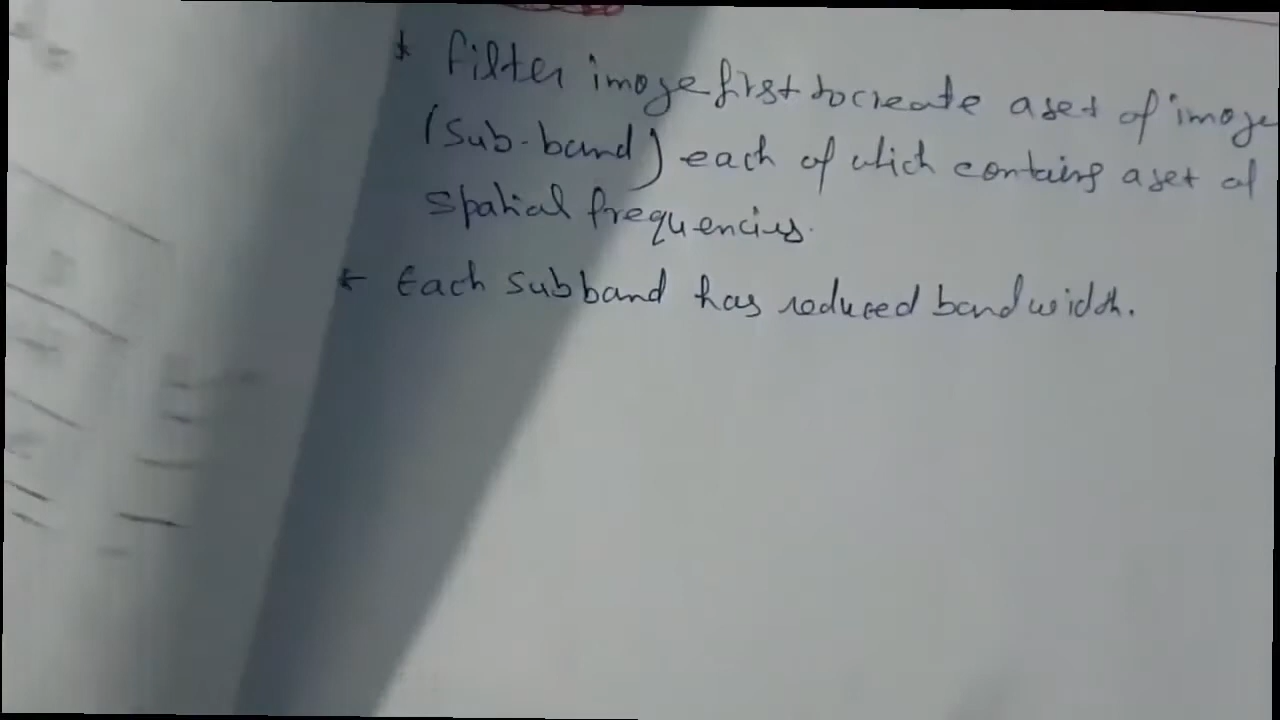 * Filter image first to create a set of image
(Sub-band) each of which contains a set of
spatial frequencies.
* Each subband has reduced bandwidth.